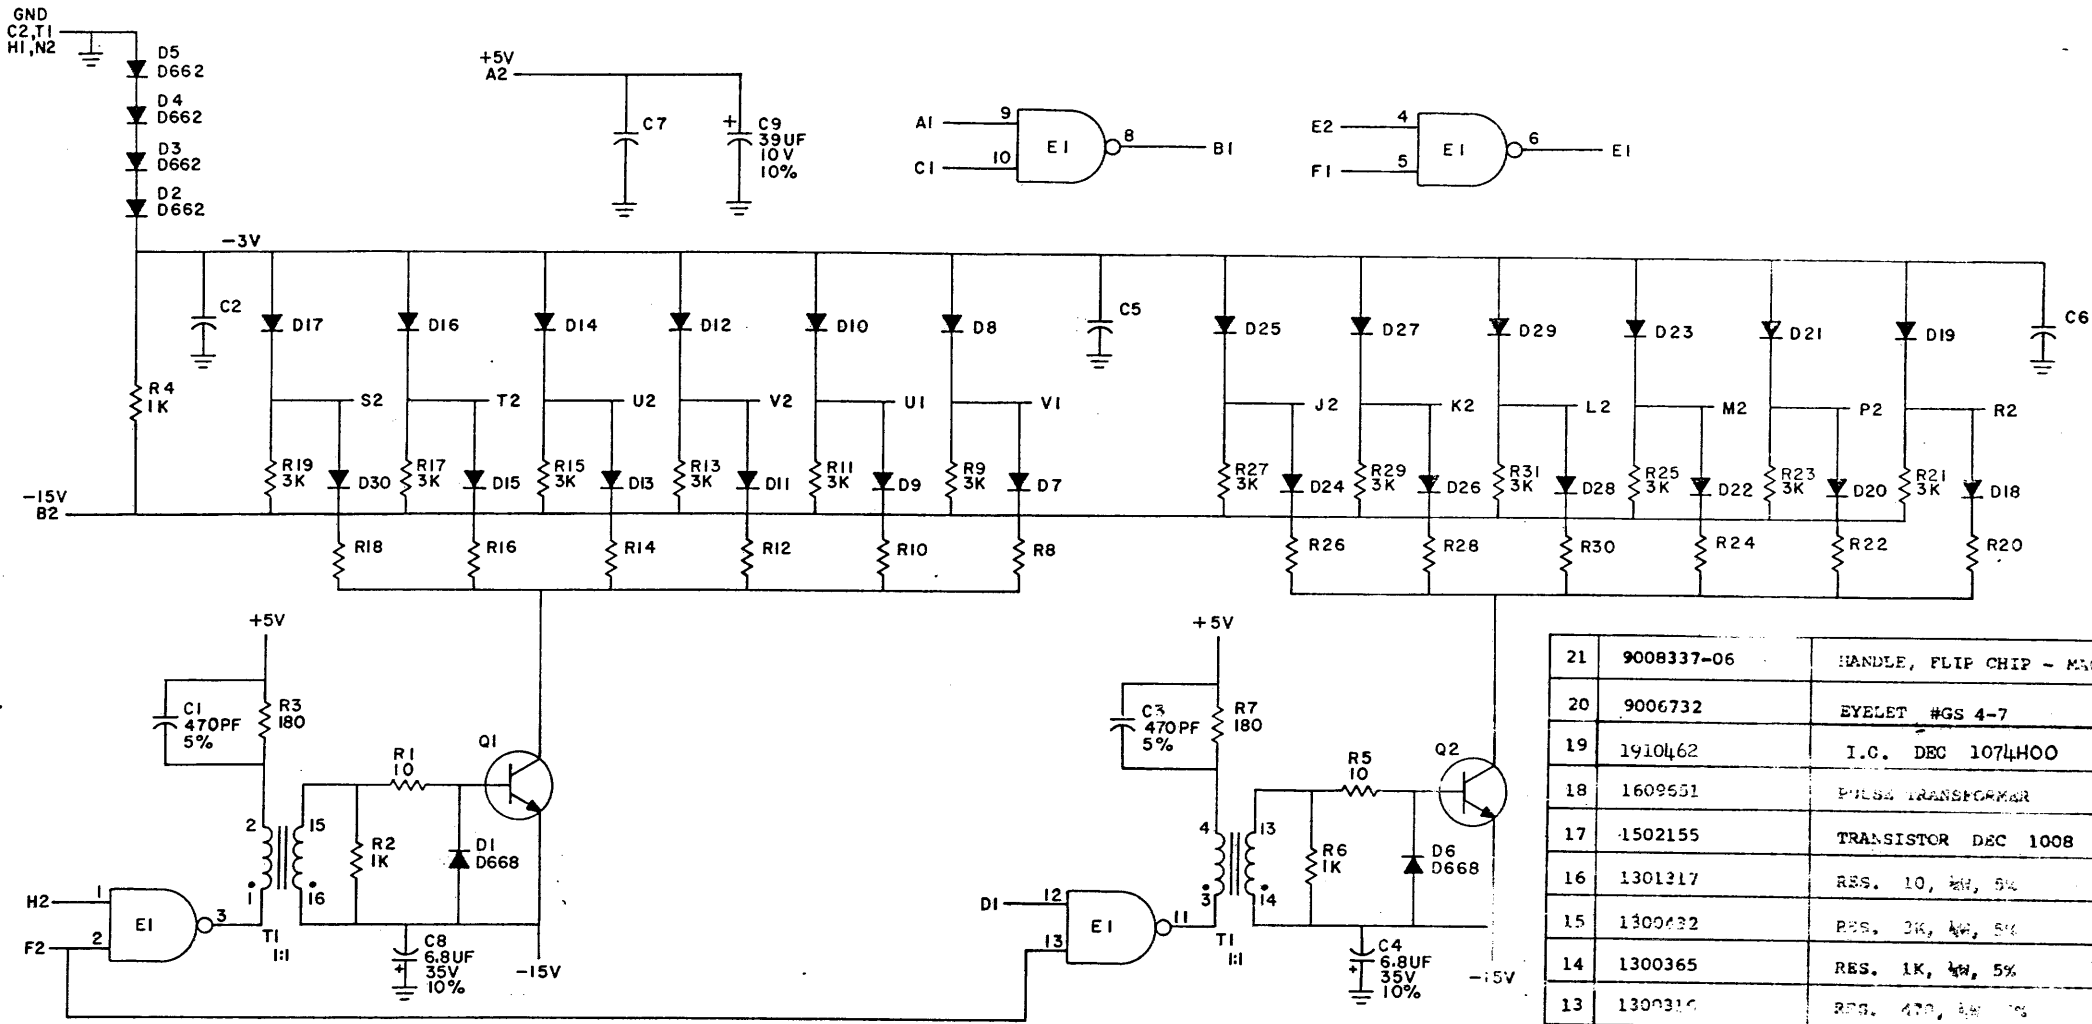 GND
C2,T1
H1,N2
D5
D662
D4
D662
D3
D662
D2
D662
+5V
A2
C7
+
C9
39UF
10V
10%
A1
9
C1
10
E1
8
B1
E2
4
F1
5
E1
6
E1
-3V
C2
D17
D16
D14
D12
D10
D8
C5
D25
D27
D29
D23
D21
D19
C6
R4
1K
S2
T2
U2
V2
U1
V1
J2
K2
L2
M2
P2
R2
R19
3K
D30
R17
3K
D15
R15
3K
D13
R13
3K
D11
R11
3K
D9
R9
3K
D7
R27
3K
D24
R29
3K
D26
R31
3K
D28
R25
3K
D22
R23
3K
D20
R21
3K
D18
-15V
B2
R18
R16
R14
R12
R10
R8
R26
R28
R30
R24
R22
R20
+5V
C1
470PF
5%
R3
180
R1
10
Q1
2
15
R2
1K
D1
D668
1
16
T1
1:1
H2
1
F2
2
E1
3
C8
6.8UF
35V
10%
+
-15V
+5V
C3
470PF
5%
R7
180
R5
10
Q2
4
13
R6
1K
D6
D668
3
14
T1
1:1
D1
12
13
E1
11
C4
6.8UF
35V
10%
+
-15V
21 9008337-06 HANDLE, FLIP CHIP -
20 9006732 EYELET #GS 4-7
19 1910462 I.C. DEC 1074H00
18 1609651 PULSE TRANSFORMER
17 1502155 TRANSISTOR DEC 1008
16 1301317 RES. 10, 5%
15 1300432 RES. 3K, 5%
14 1300365 RES. 1K, ¼W, 5%
13 RES. 470,